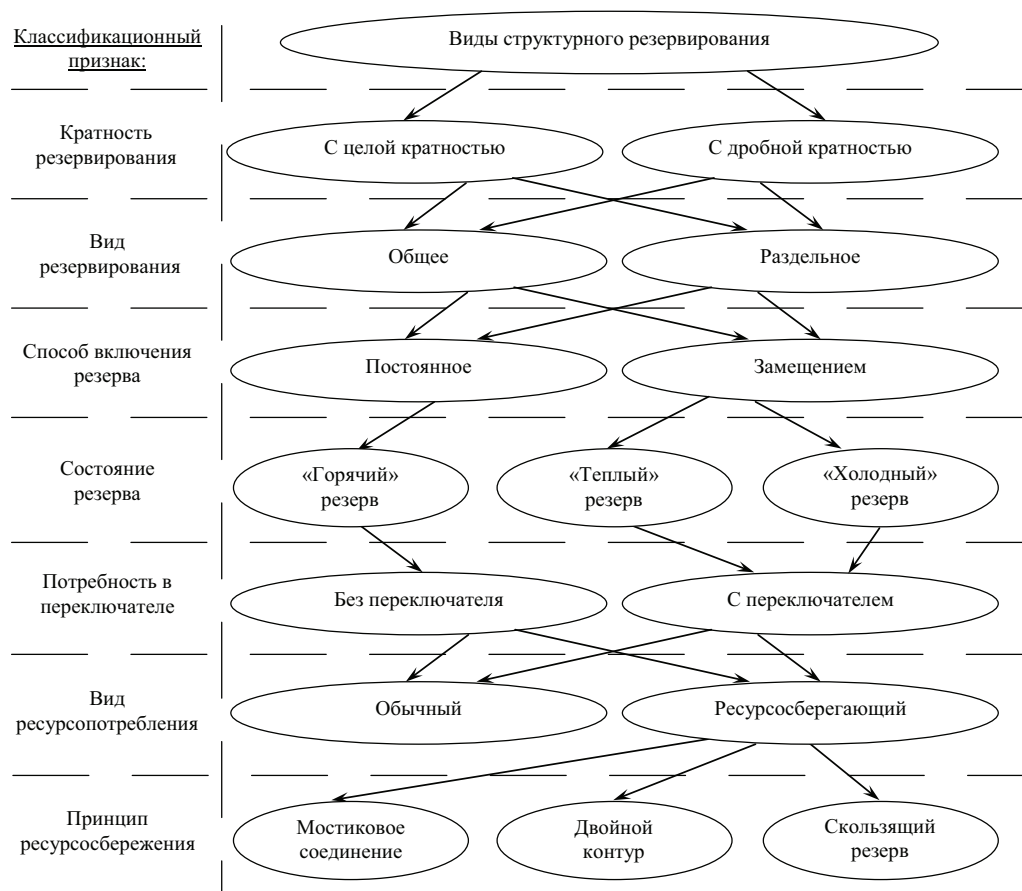 Классификационный
признак:
Виды структурного резервирования
Кратность
резервирования
С целой кратностью
С дробной кратностью
Вид
резервирования
Общее
Раздельное
Способ включения
резерва
Постоянное
Замещением
Состояние
резерва
«Горячий»
резерв
«Теплый»
резерв
«Холодный»
резерв
Потребность в
переключателе
Без переключателя
С переключателем
Вид
ресурсопотребления
Обычный
Ресурсосберегающий
Принцип
ресурсосбережения
Мостиковое
соединение
Двойной
контур
Скользящий
резерв